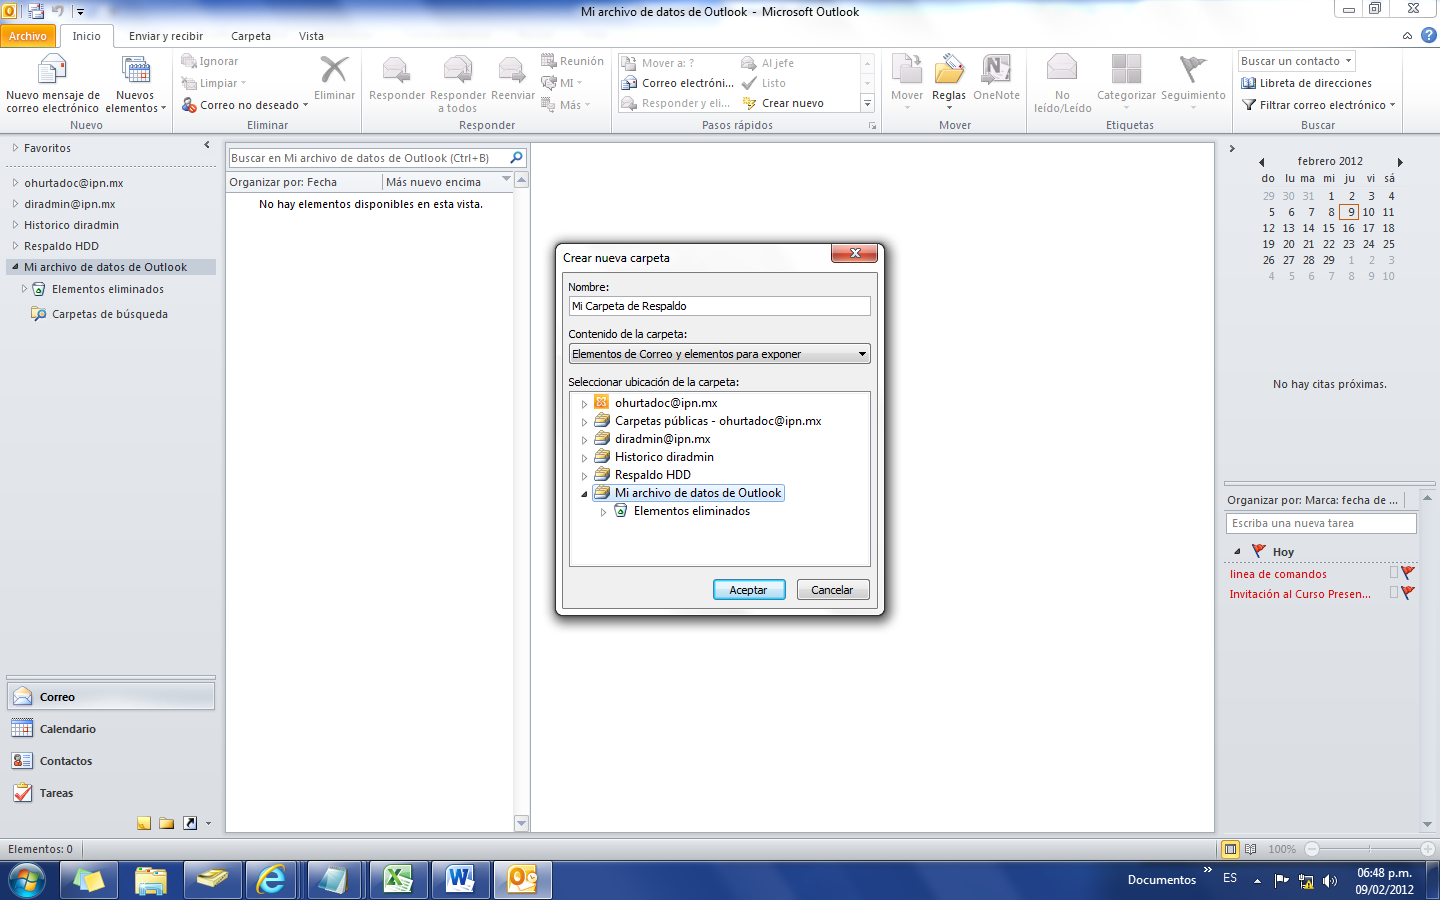 Mi archivo de datos de Outlook - Microsoft Outlook
Archivo Inicio Enviar y recibir Carpeta Vista
Nuevo mensaje de correo electrónico
Nuevos elementos
Nuevo
Ignorar
Limpiar
Correo no deseado
Eliminar
Eliminar
Responder
Responder a todos
Reenviar
Reunión
MI
Más
Responder
Mover a: ?
Correo electróni...
Responder y eli...
Al jefe
Listo
Crear nuevo
Pasos rápidos
Mover
Reglas
OneNote
Mover
No leído/Leído
Categorizar
Seguimiento
Etiquetas
Buscar un contacto
Libreta de direcciones
Filtrar correo electrónico
Buscar
Favoritos
ohurtadoc@ipn.mx
diradmin@ipn.mx
Historico diradmin
Respaldo HDD
Mi archivo de datos de Outlook
Elementos eliminados
Carpetas de búsqueda
Correo
Calendario
Contactos
Tareas
Buscar en Mi archivo de datos de Outlook (Ctrl+B)
Organizar por: Fecha Más nuevo encima
No hay elementos disponibles en esta vista.
Crear nueva carpeta
Nombre:
Mi Carpeta de Respaldo
Contenido de la carpeta:
Elementos de Correo y elementos para exponer
Seleccionar ubicación de la carpeta:
ohurtadoc@ipn.mx
Carpetas públicas - ohurtadoc@ipn.mx
diradmin@ipn.mx
Historico diradmin
Respaldo HDD
Mi archivo de datos de Outlook
Elementos eliminados
Aceptar Cancelar
febrero 2012
do lu ma mi ju vi sá
29 30 31 1 2 3 4
5 6 7 8 9 10 11
12 13 14 15 16 17 18
19 20 21 22 23 24 25
26 27 28 29 1 2 3
4 5 6 7 8 9 10
No hay citas próximas.
Organizar por: Marca: fecha de ...
Escriba una nueva tarea
Hoy
linea de comandos
Invitación al Curso Presen...
Elementos: 0
100%
Documentos
ES
06:48 p.m.
09/02/2012